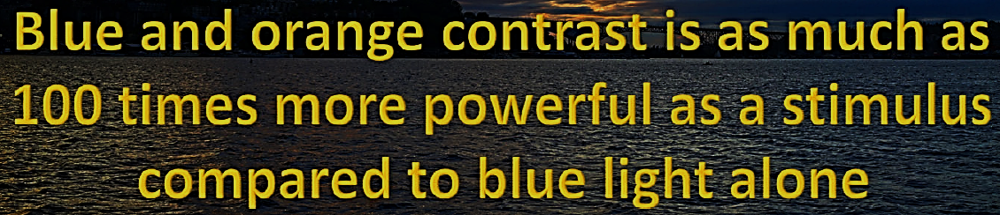 Blue and orange contrast is as much as
100 times more powerful as a stimulus
compared to blue light alone